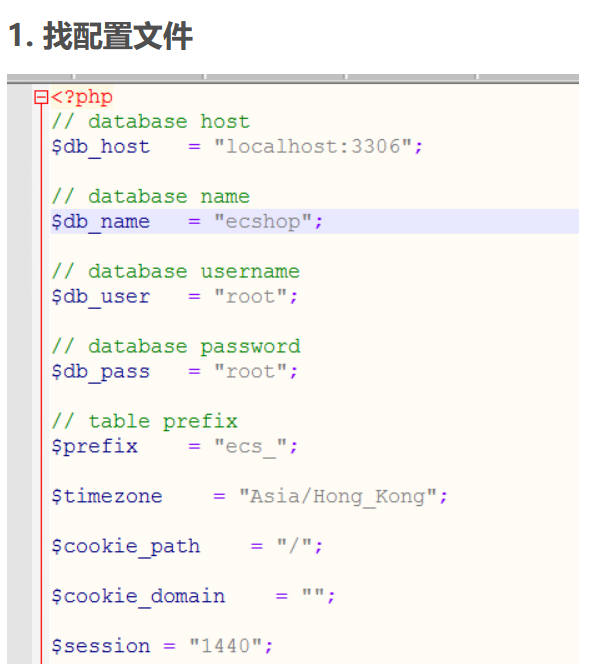 1. 找配置文件
<?php
// database host
$db_host   = "localhost:3306";
// database name
$db_name   = "ecshop";
// database username
$db_user   = "root";
// database password
$db_pass   = "root";
// table prefix
$prefix    = "ecs_";
$timezone    = "Asia/Hong_Kong";
$cookie_path    = "/";
$cookie_domain    = "";
$session = "1440";